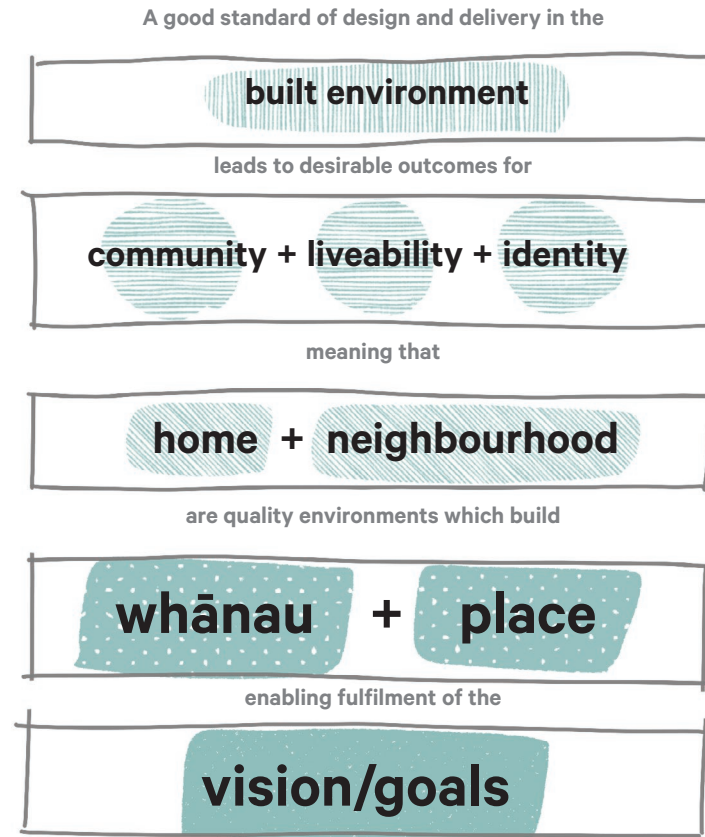 A good standard of design and delivery in the
built environment
leads to desirable outcomes for
community + liveability + identity
meaning that
home + neighbourhood
are quality environments which build
whānau + place
enabling fulfilment of the
vision/goals